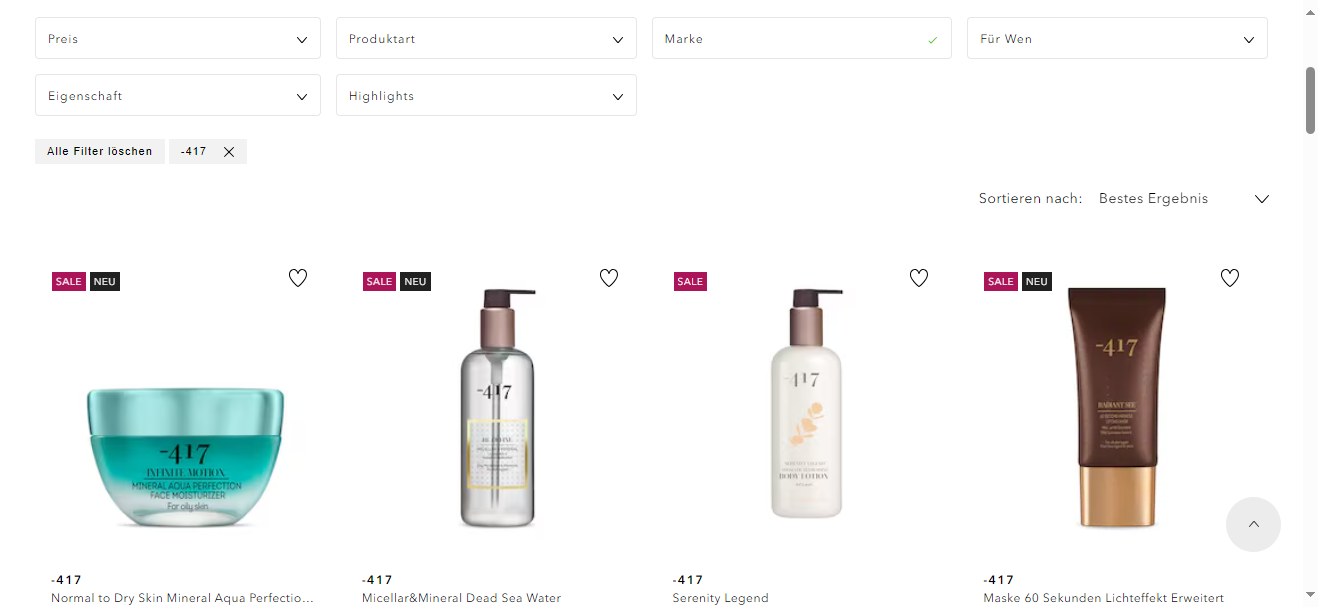 Preis
Produktart
Marke
Für Wen
Eigenschaft
Highlights
Alle Filter löschen
-417
Sortieren nach: Bestes Ergebnis
SALE NEU
SALE NEU
SALE
SALE NEU
-417
INFINITE MOTION
MINERAL AQUA PERFECTION
FACE MOISTURIZER
For oily skin
-417
-417
BODY LOTION
-417
RADIANT SEE
-417
Normal to Dry Skin Mineral Aqua Perfectio...
-417
Micellar&Mineral Dead Sea Water
-417
Serenity Legend
-417
Maske 60 Sekunden Lichteffekt Erweitert